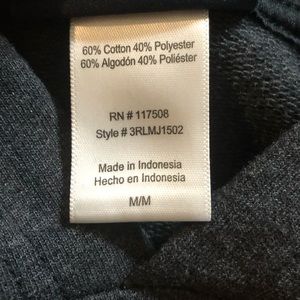 60% Cotton 40% Polyester
60% Algodón 40% Poliéster
RN # 117508
Style # 3RLMJ1502
Made in Indonesia
Hecho en Indonesia
M/M